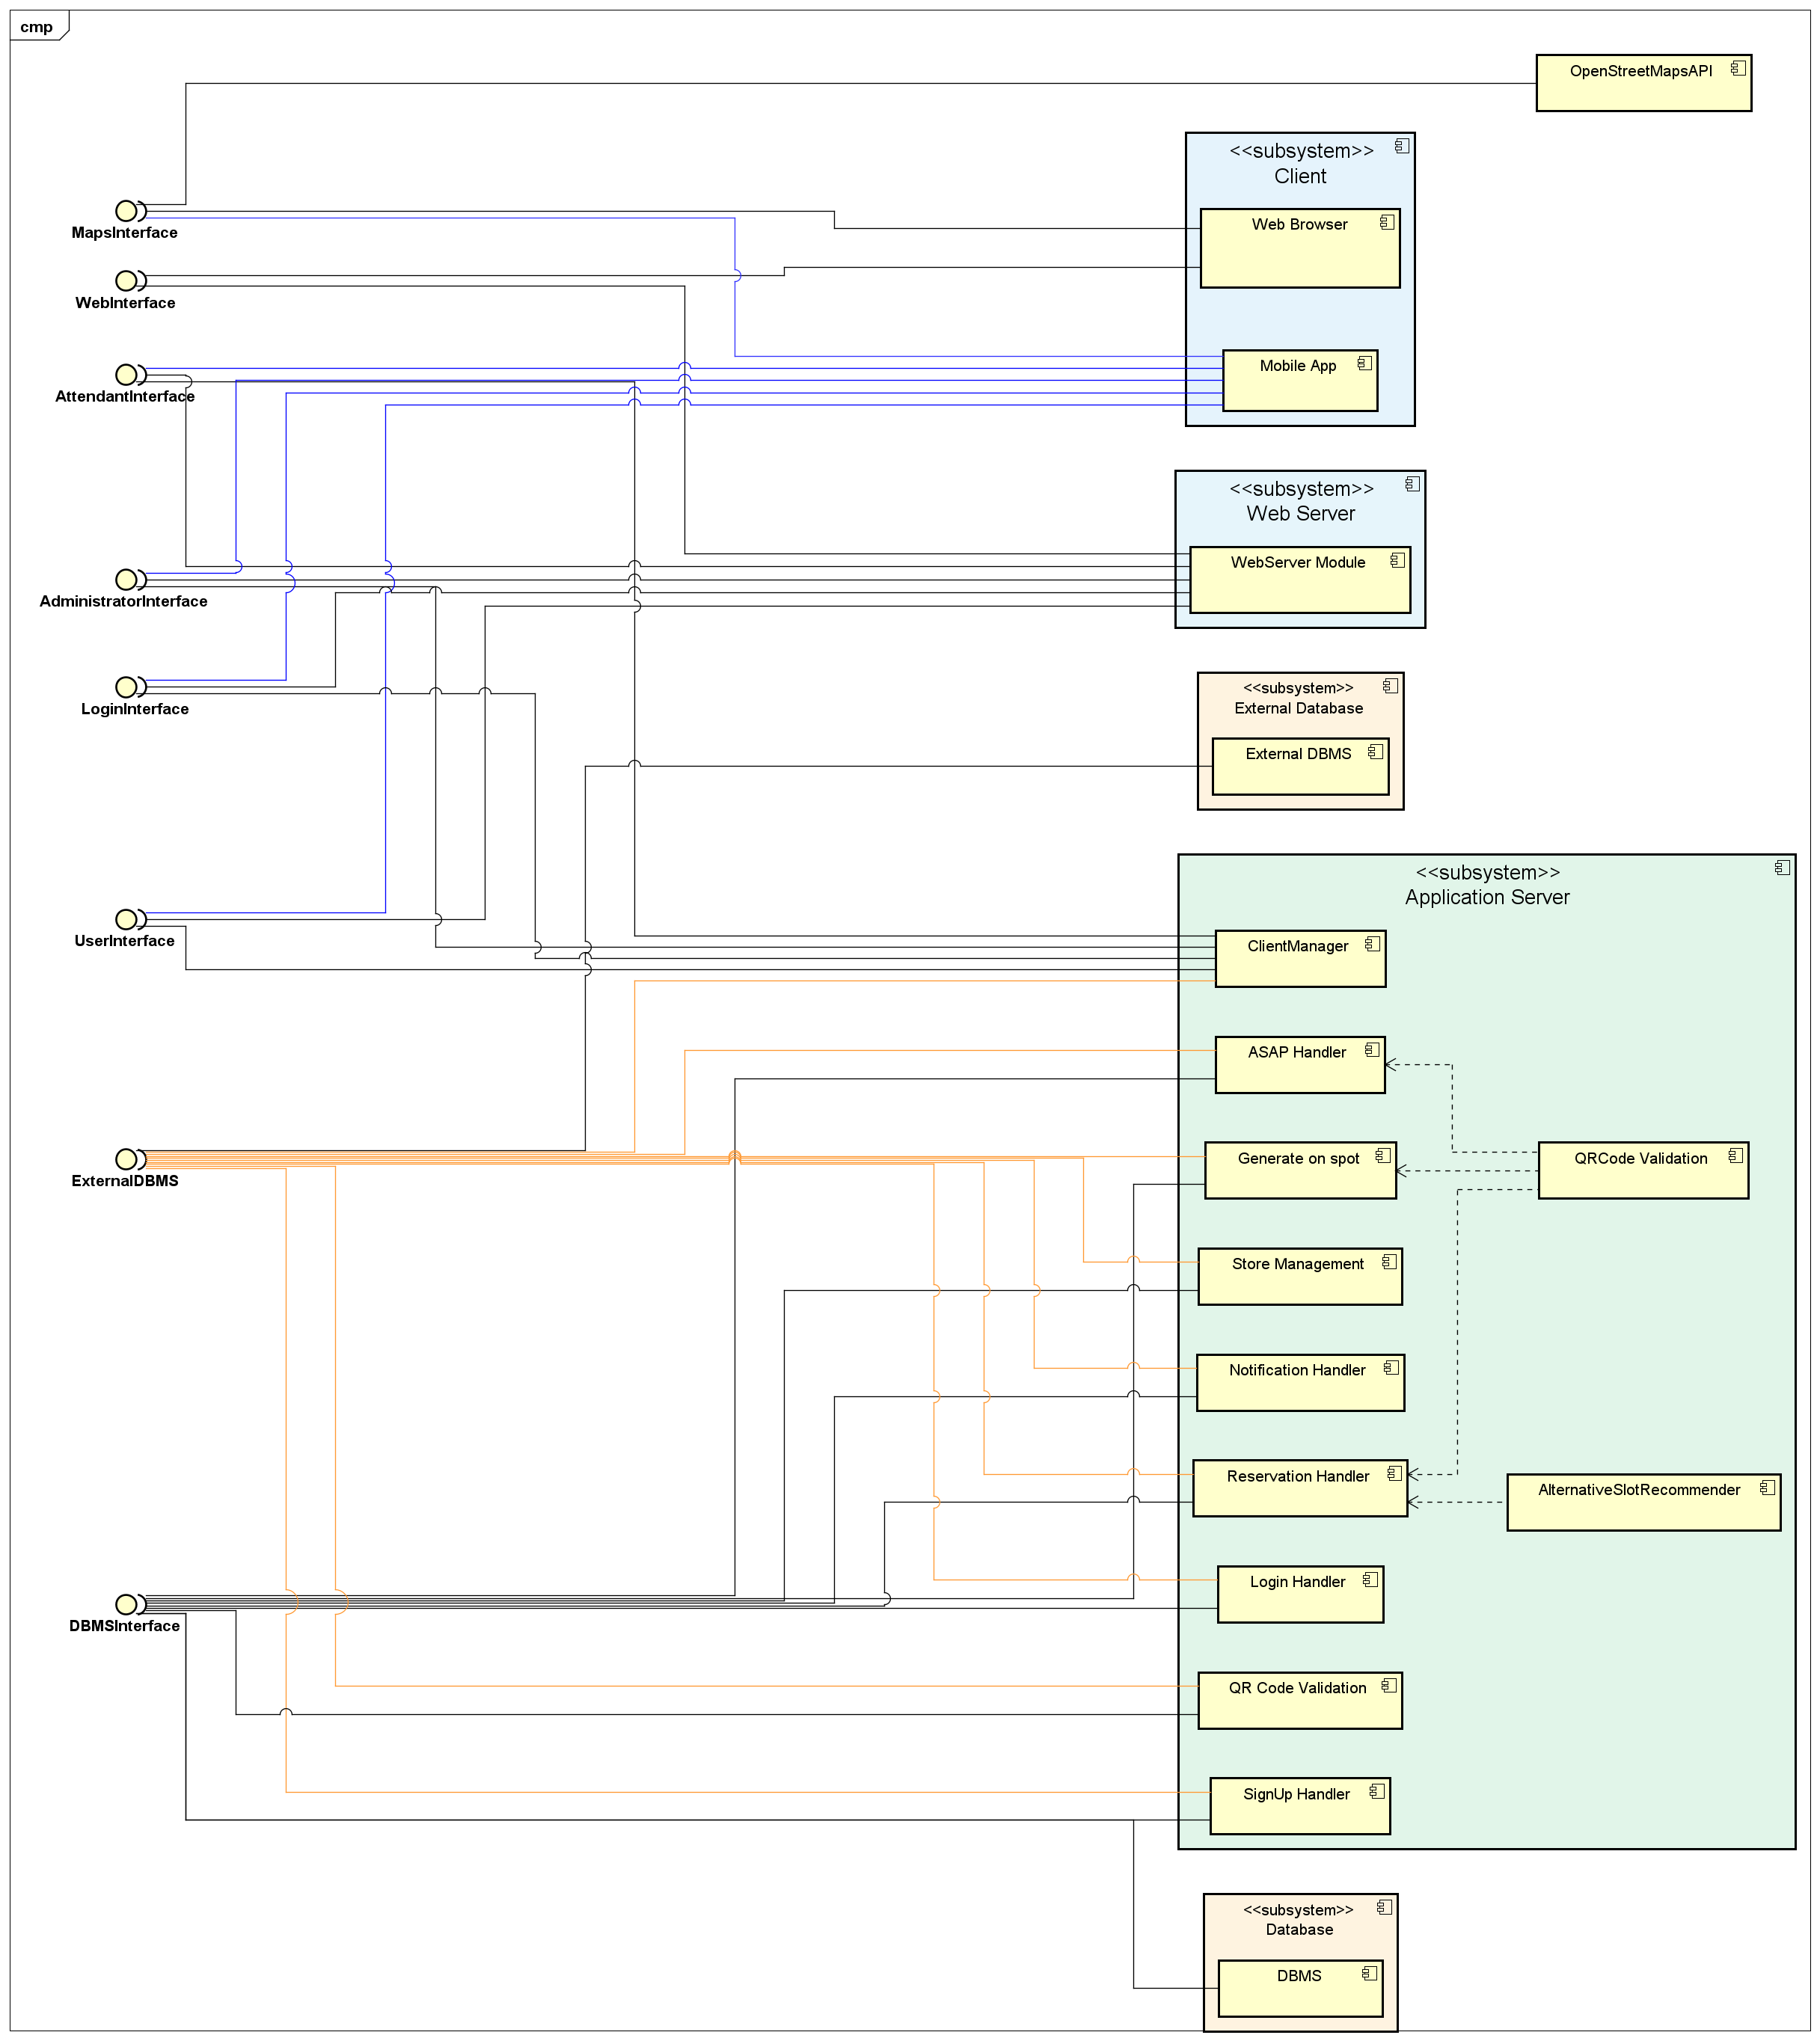 cmp
OpenStreetMapsAPI
<<subsystem>>
Client
Web Browser
MapsInterface
WebInterface
Mobile App
AttendantInterface
<<subsystem>>
Web Server
WebServer Module
AdministratorInterface
<<subsystem>>
External Database
LoginInterface
External DBMS
<<subsystem>>
Application Server
UserInterface
ClientManager
ASAP Handler
Generate on spot
QRCode Validation
ExternalDBMS
Store Management
Notification Handler
Reservation Handler
AlternativeSlotRecommender
Login Handler
DBMSInterface
QR Code Validation
SignUp Handler
<<subsystem>>
Database
DBMS